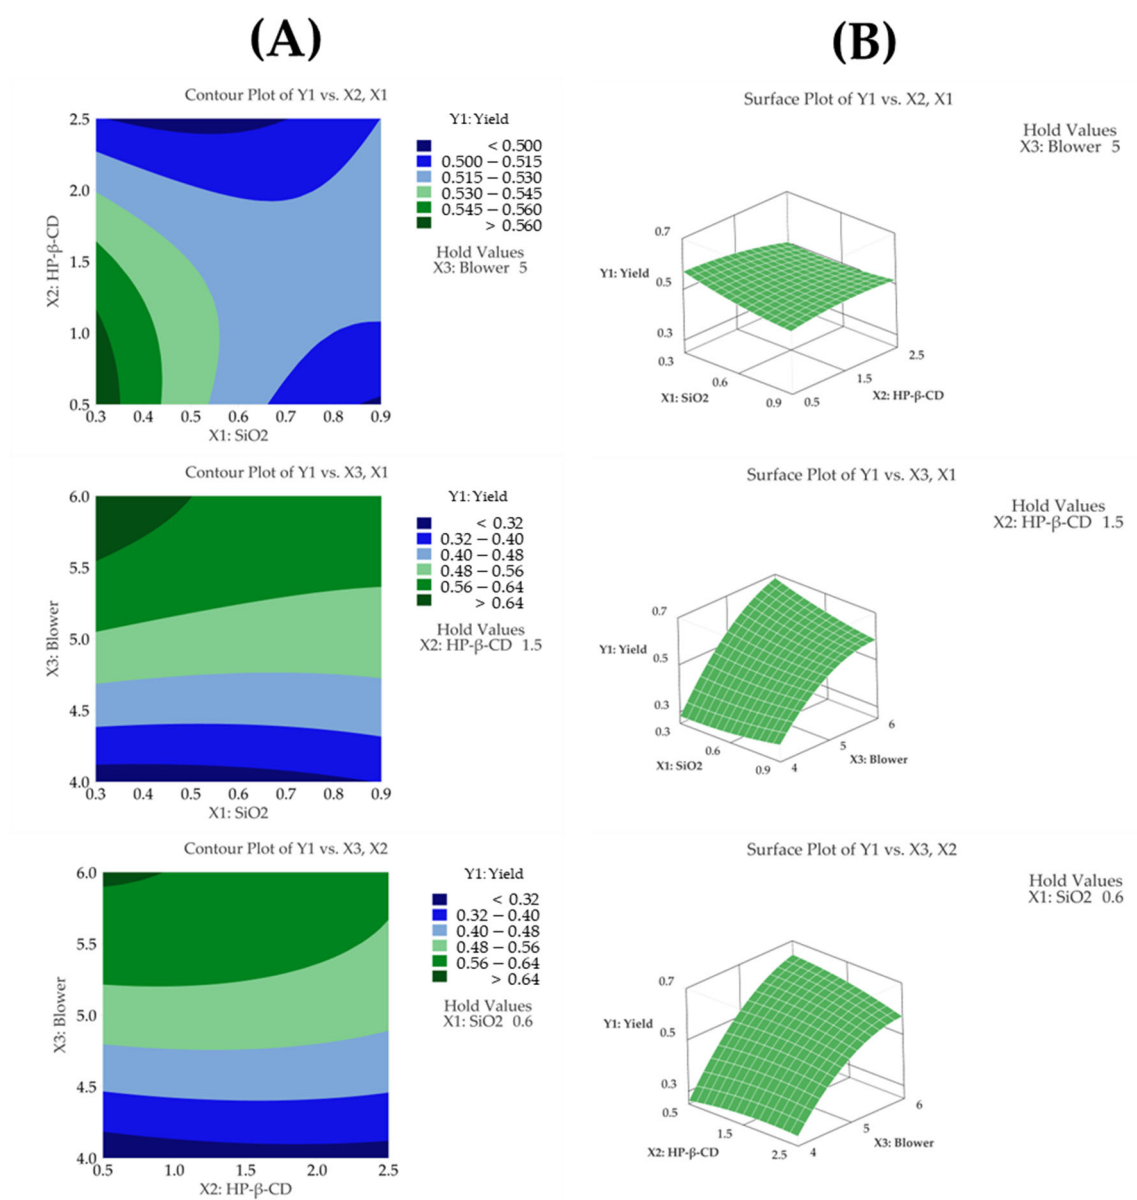 (A)
(B)
Contour Plot of Y1 vs. X2, X1
2.5
2.0
1.5
1.0
0.5
X2: HP-β-CD
0.3 0.4 0.5 0.6 0.7 0.8 0.9
X1: SiO2
Y1: Yield
< 0.500
0.500 – 0.515
0.515 – 0.530
0.530 – 0.545
0.545 – 0.560
> 0.560
Hold Values
X3: Blower 5
Surface Plot of Y1 vs. X2, X1
Hold Values
X3: Blower 5
0.7
Y1: Yield
0.5
0.3
0.3
0.6
0.9
X1: SiO2
0.5
1.5
2.5
X2: HP-β-CD
Contour Plot of Y1 vs. X3, X1
6.0
5.5
5.0
4.5
4.0
X3: Blower
0.3 0.4 0.5 0.6 0.7 0.8 0.9
X1: SiO2
Y1: Yield
< 0.32
0.32 – 0.40
0.40 – 0.48
0.48 – 0.56
0.56 – 0.64
> 0.64
Hold Values
X2: HP-β-CD 1.5
Surface Plot of Y1 vs. X3, X1
Hold Values
X2: HP-β-CD 1.5
0.7
Y1: Yield
0.5
0.3
0.3
0.6
0.9
X1: SiO2
4
5
6
X3: Blower
Contour Plot of Y1 vs. X3, X2
6.0
5.5
5.0
4.5
4.0
X3: Blower
0.5 1.0 1.5 2.0 2.5
X2: HP-β-CD
Y1: Yield
< 0.32
0.32 – 0.40
0.40 – 0.48
0.48 – 0.56
0.56 – 0.64
> 0.64
Hold Values
X1: SiO2 0.6
Surface Plot of Y1 vs. X3, X2
Hold Values
X1: SiO2 0.6
0.7
Y1: Yield
0.5
0.3
0.5
1.5
2.5
X2: HP-β-CD
4
5
6
X3: Blower